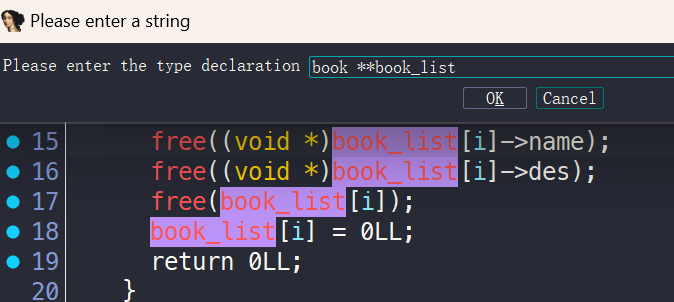 Please enter a string
Please enter the type declaration book **book_list
OK Cancel
15 free((void *)book_list[i]->name);
16 free((void *)book_list[i]->des);
17 free(book_list[i]);
18 book_list[i] = 0LL;
19 return 0LL;
20 }